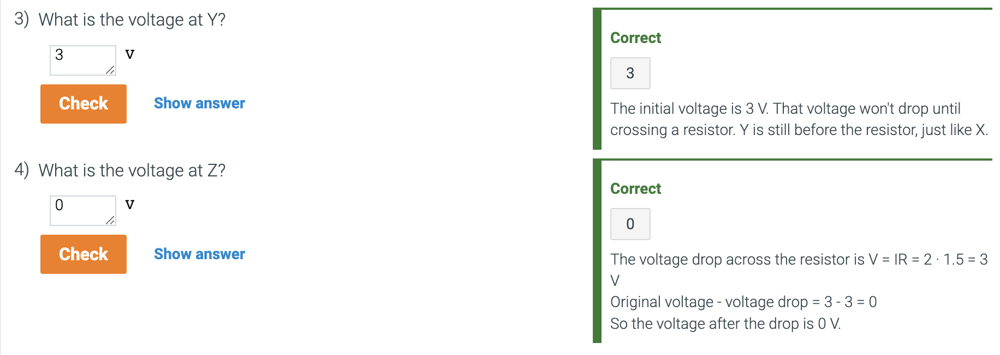 3) What is the voltage at Y?
3 V
Check Show answer
Correct
3
The initial voltage is 3 V. That voltage won't drop until
crossing a resistor. Y is still before the resistor, just like X.
4) What is the voltage at Z?
0 V
Check Show answer
Correct
0
The voltage drop across the resistor is V = IR = 2 · 1.5 = 3
V
Original voltage - voltage drop = 3 - 3 = 0
So the voltage after the drop is 0 V.